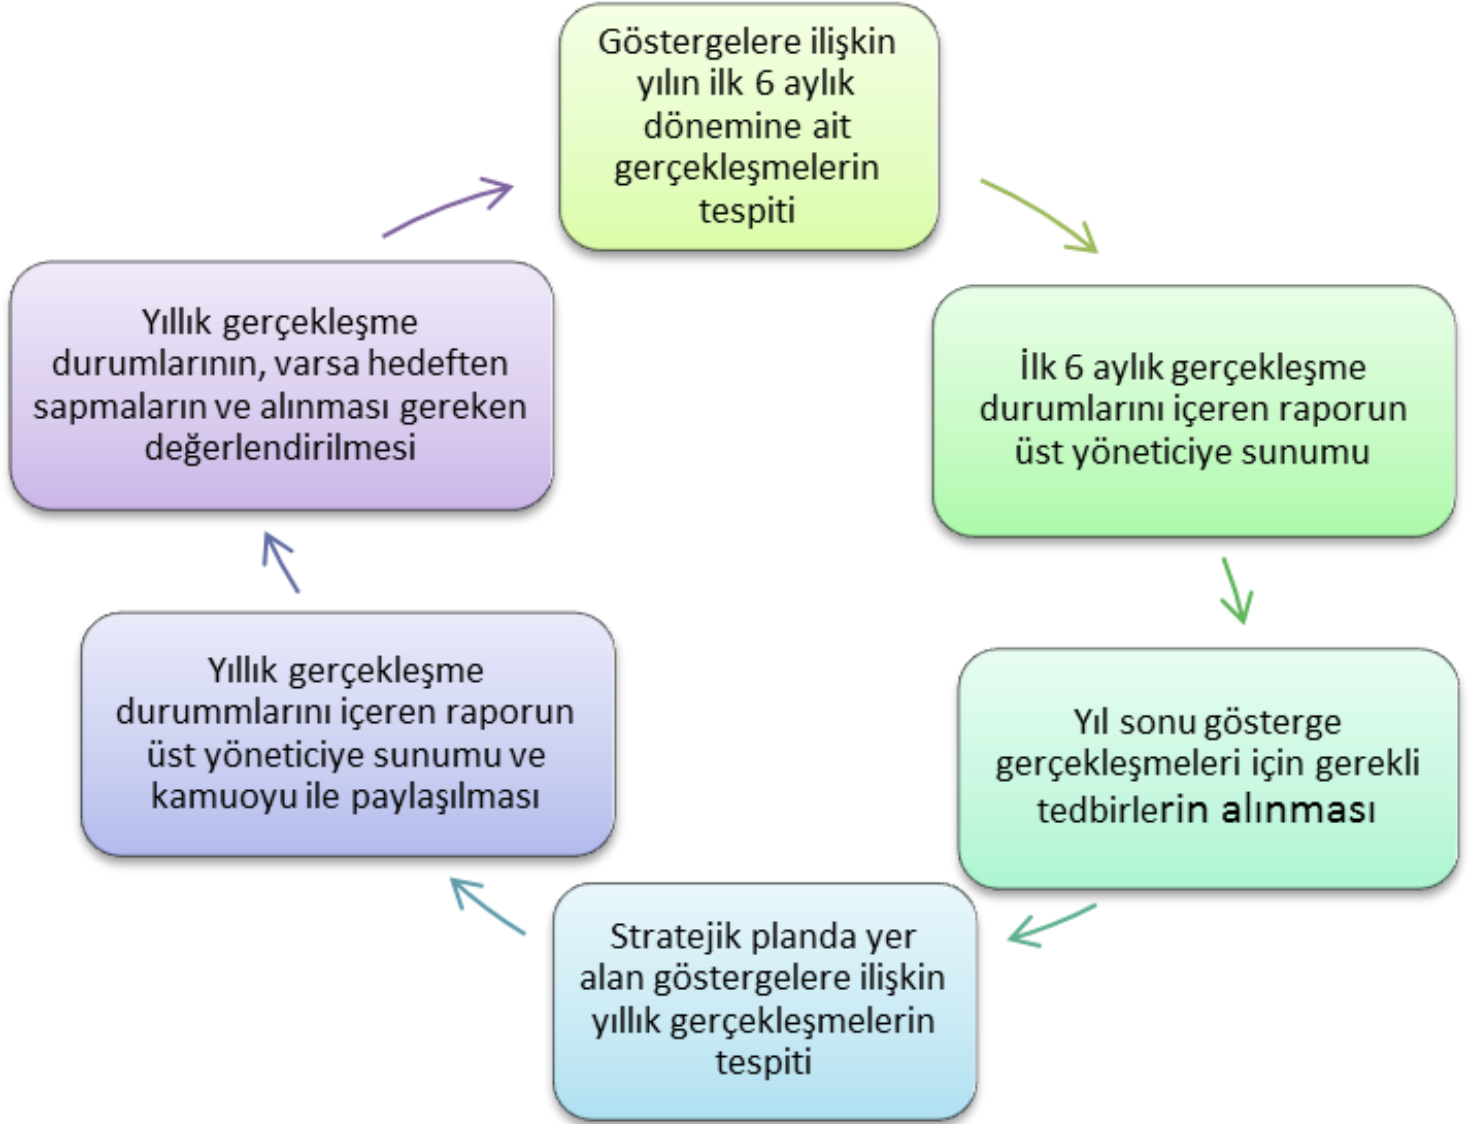 Göstergelere ilişkin
yılın ilk 6 aylık
dönemine ait
gerçekleşmelerin
tespiti
İlk 6 aylık gerçekleşme
durumlarını içeren raporun
üst yöneticiye sunumu
Yıl sonu gösterge
gerçekleşmeleri için gerekli
tedbirlerin alınması
Stratejik planda yer
alan göstergelere ilişkin
yıllık gerçekleşmelerin
tespiti
Yıllık gerçekleşme
durummlarını içeren raporun
üst yöneticiye sunumu ve
kamuoyu ile paylaşılması
Yıllık gerçekleşme
durumlarının, varsa hedeften
sapmaların ve alınması gereken
değerlendirilmesi